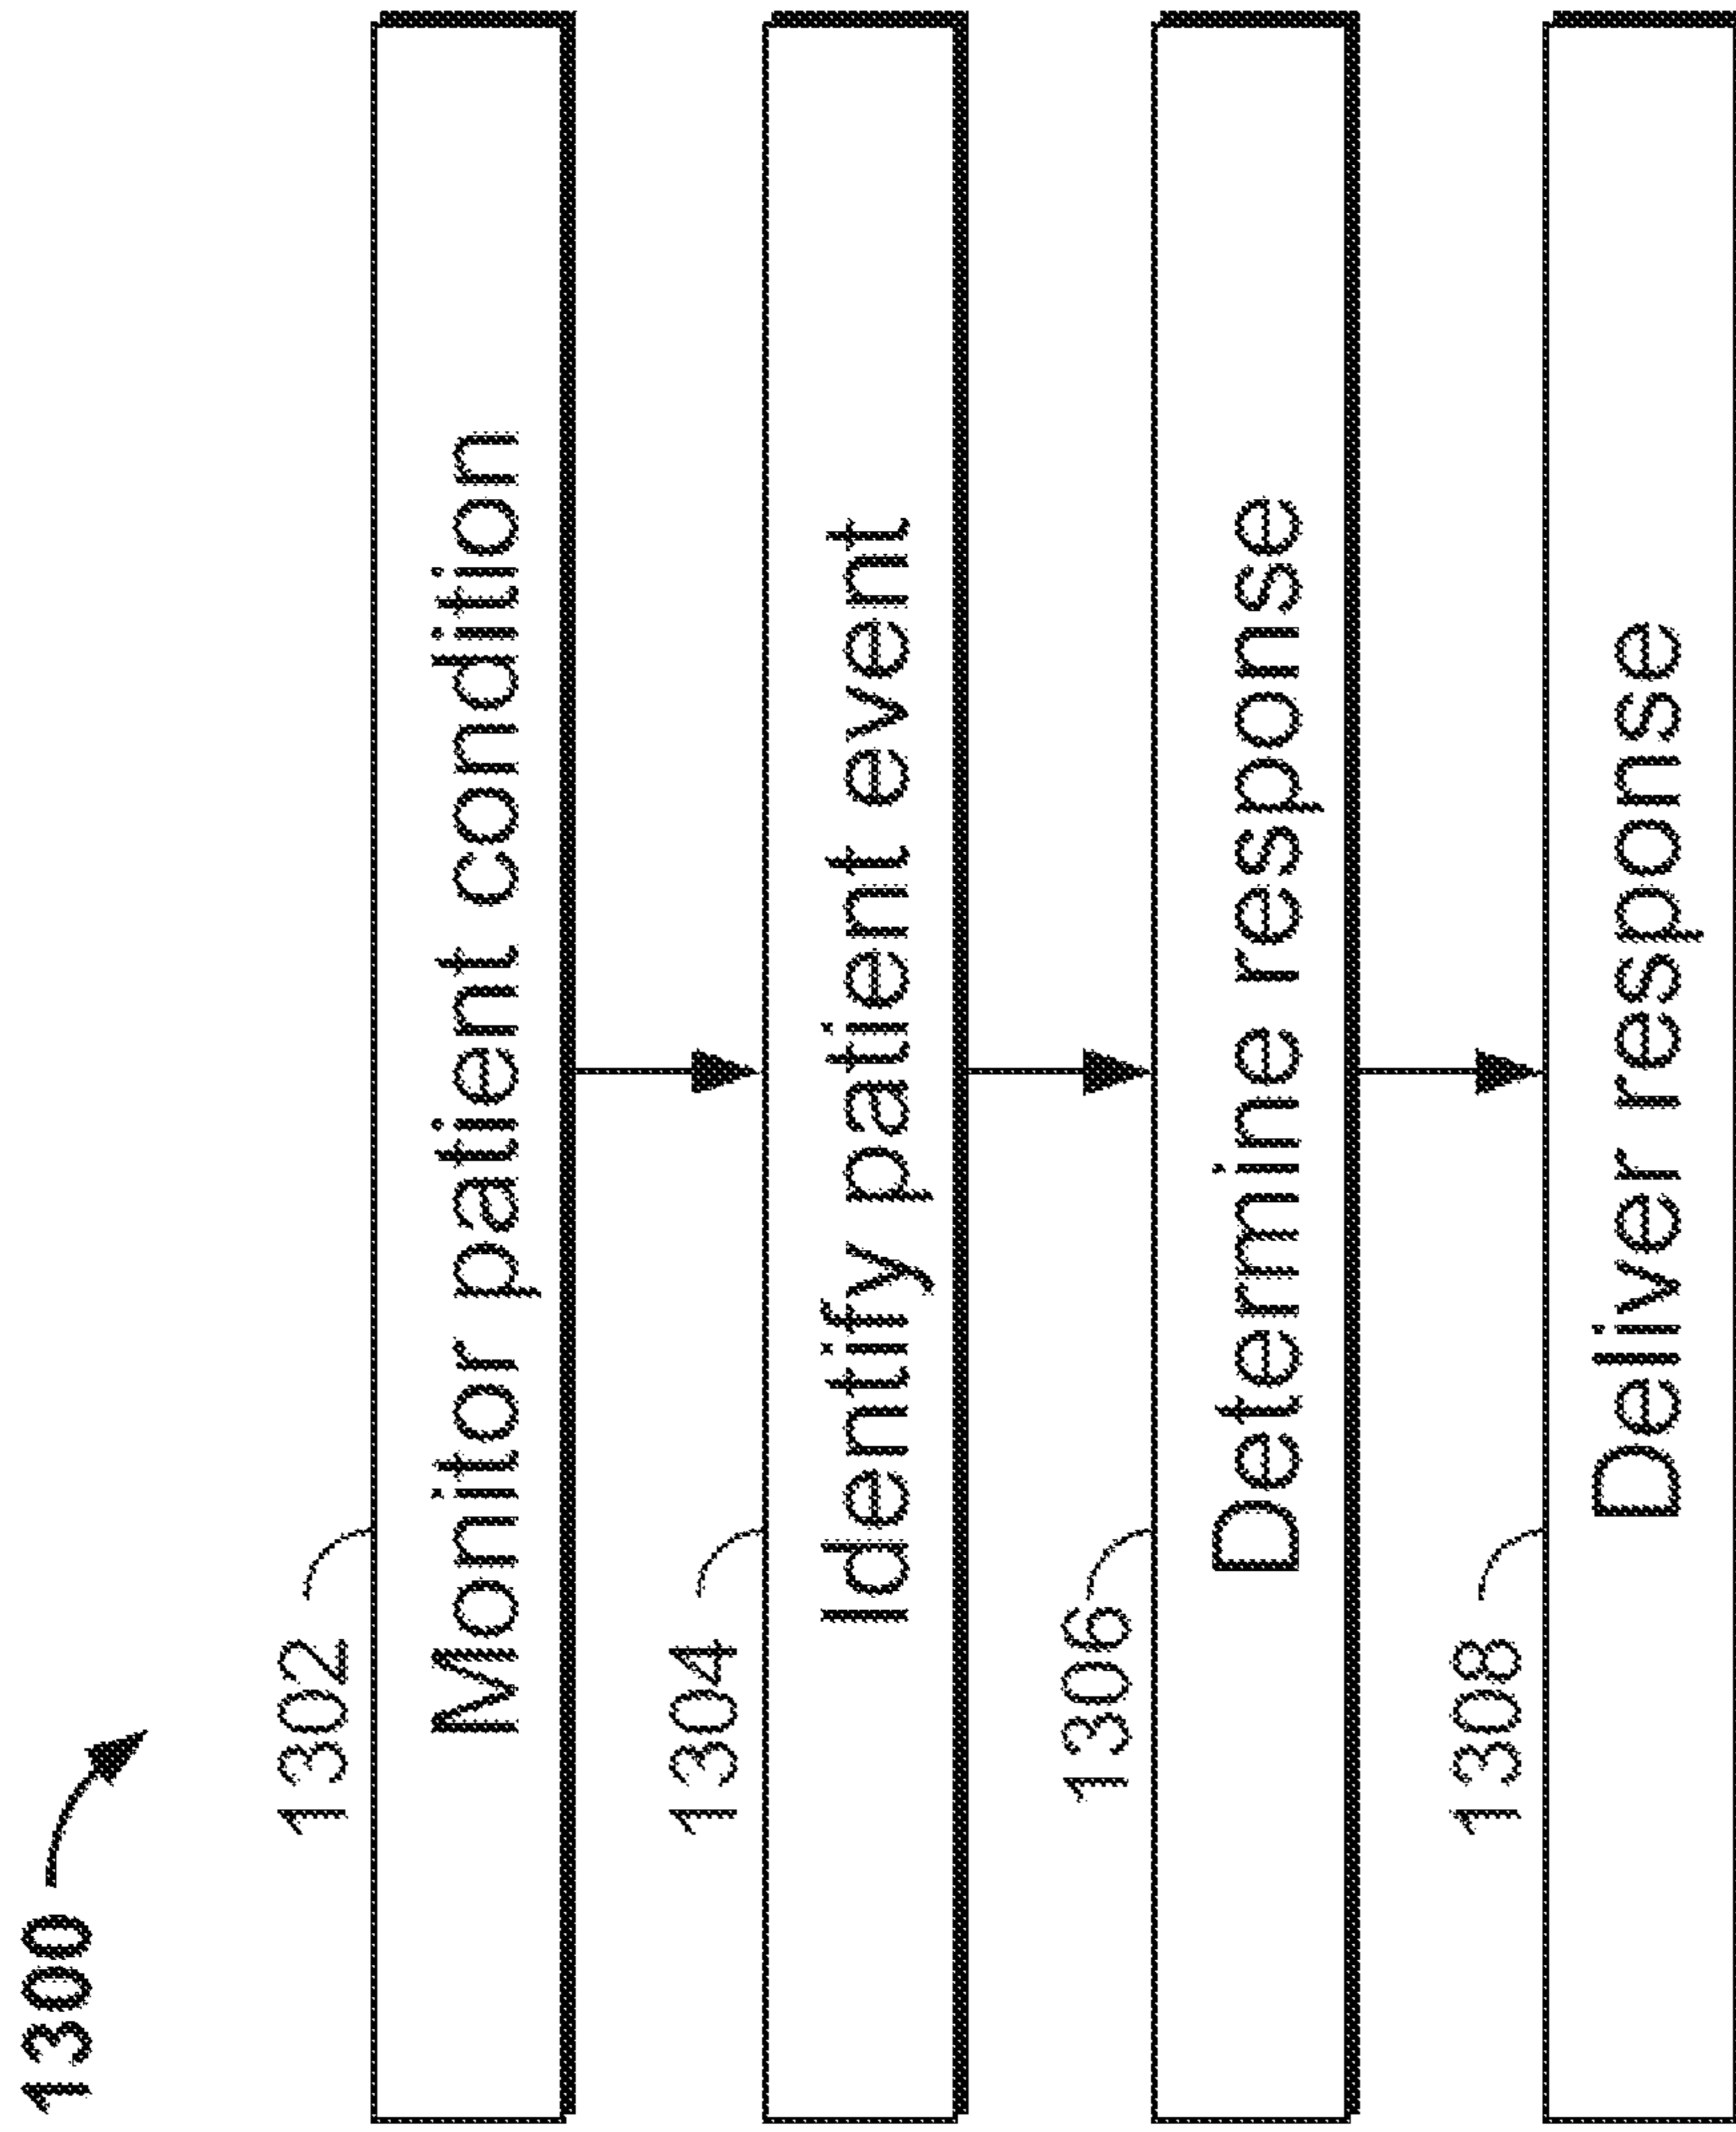 1300
1302
Monitor patient condition
1304
Identify patient event
1306
Determine response
1308
Deliver response